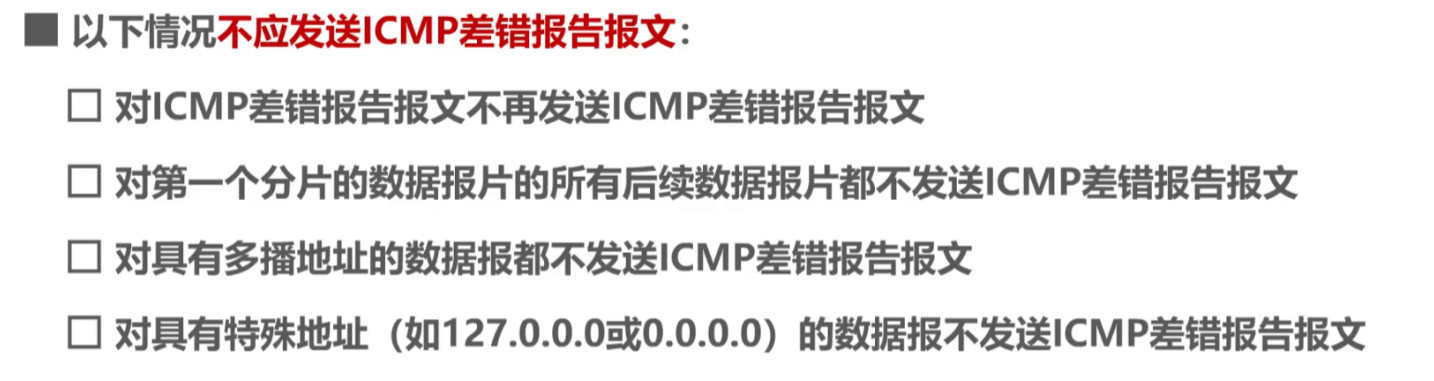 ■ 以下情况不应发送ICMP差错报告报文：
□ 对ICMP差错报告报文不再发送ICMP差错报告报文
□ 对第一个分片的数据报片的所有后续数据报片都不发送ICMP差错报告报文
□ 对具有多播地址的数据报都不发送ICMP差错报告报文
□ 对具有特殊地址（如127.0.0.0或0.0.0.0）的数据报不发送ICMP差错报告报文